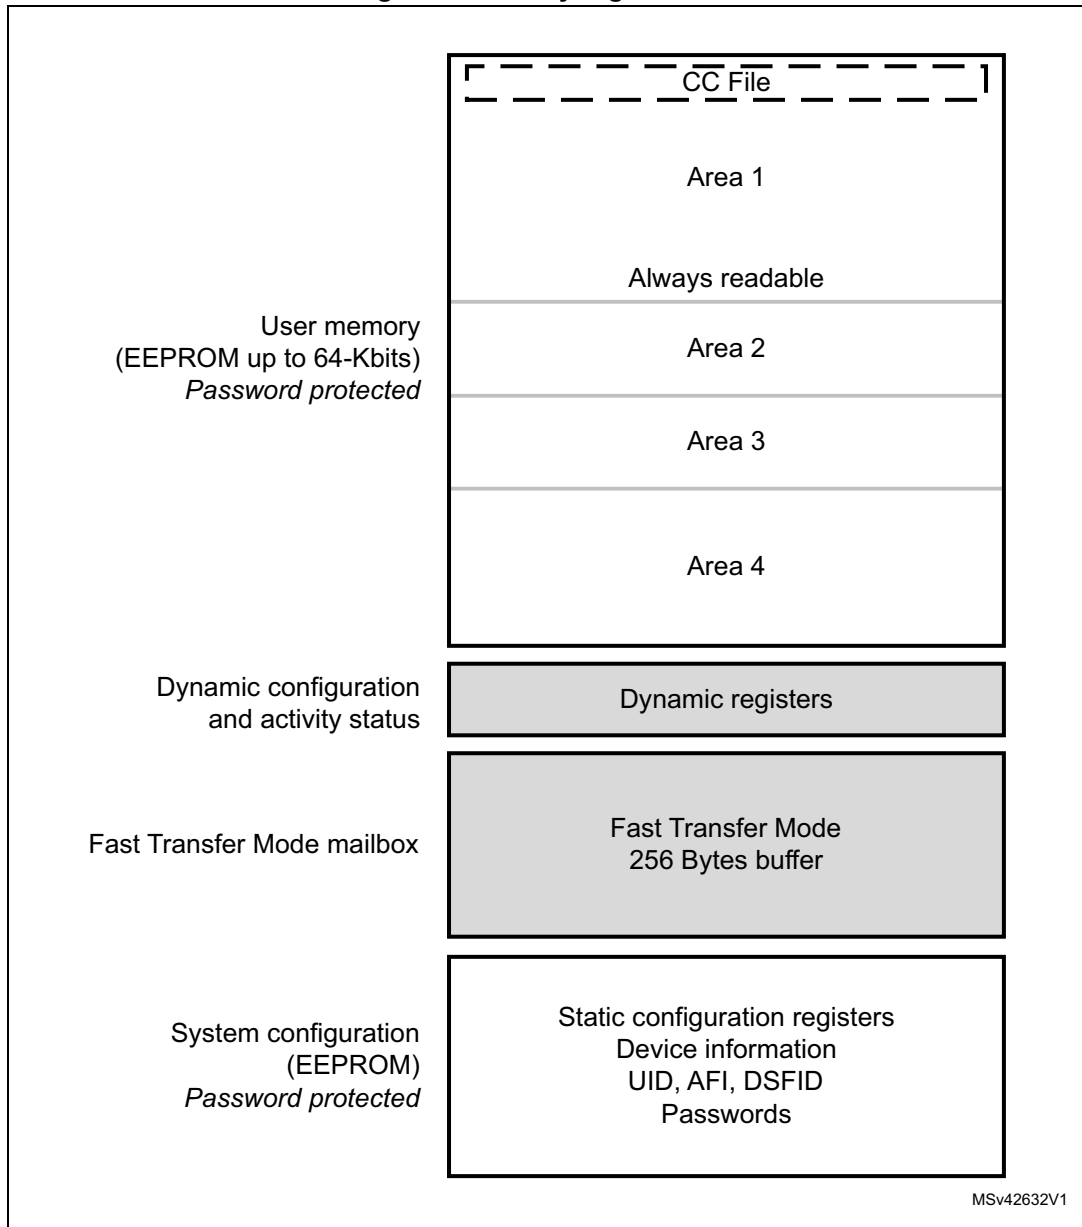 CC File
Area 1
Always readable
User memory
(EEPROM up to 64-Kbits)
Password protected
Area 2
Area 3
Area 4
Dynamic configuration
and activity status
Dynamic registers
Fast Transfer Mode mailbox
Fast Transfer Mode
256 Bytes buffer
System configuration
(EEPROM)
Password protected
Static configuration registers
Device information
UID, AFI, DSFID
Passwords
MSv42632V1